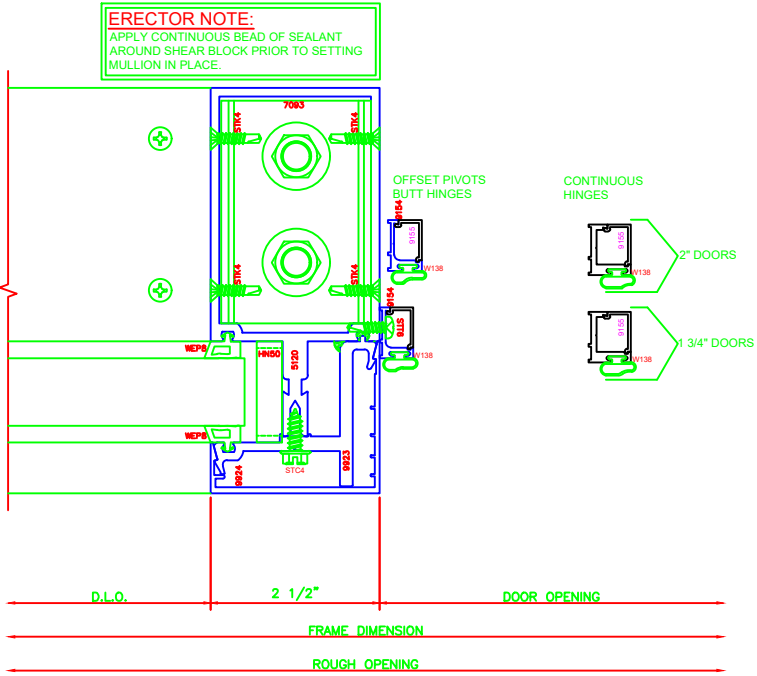 ERECTOR NOTE:
APPLY CONTINUOUS BEAD OF SEALANT
AROUND SHEAR BLOCK PRIOR TO SETTING
MULLION IN PLACE.
7093
STK4
STK4
OFFSET PIVOTS
BUTT HINGES
CONTINUOUS
HINGES
9154
9155
W138
9155
W138
2" DOORS
STK4
STK4
9154
STT6
W138
9155
W138
1 3/4" DOORS
WEP8
HN50
5120
WEP8
9924
STC4
9923
D.L.O.
2 1/2"
DOOR OPENING
FRAME DIMENSION
ROUGH OPENING